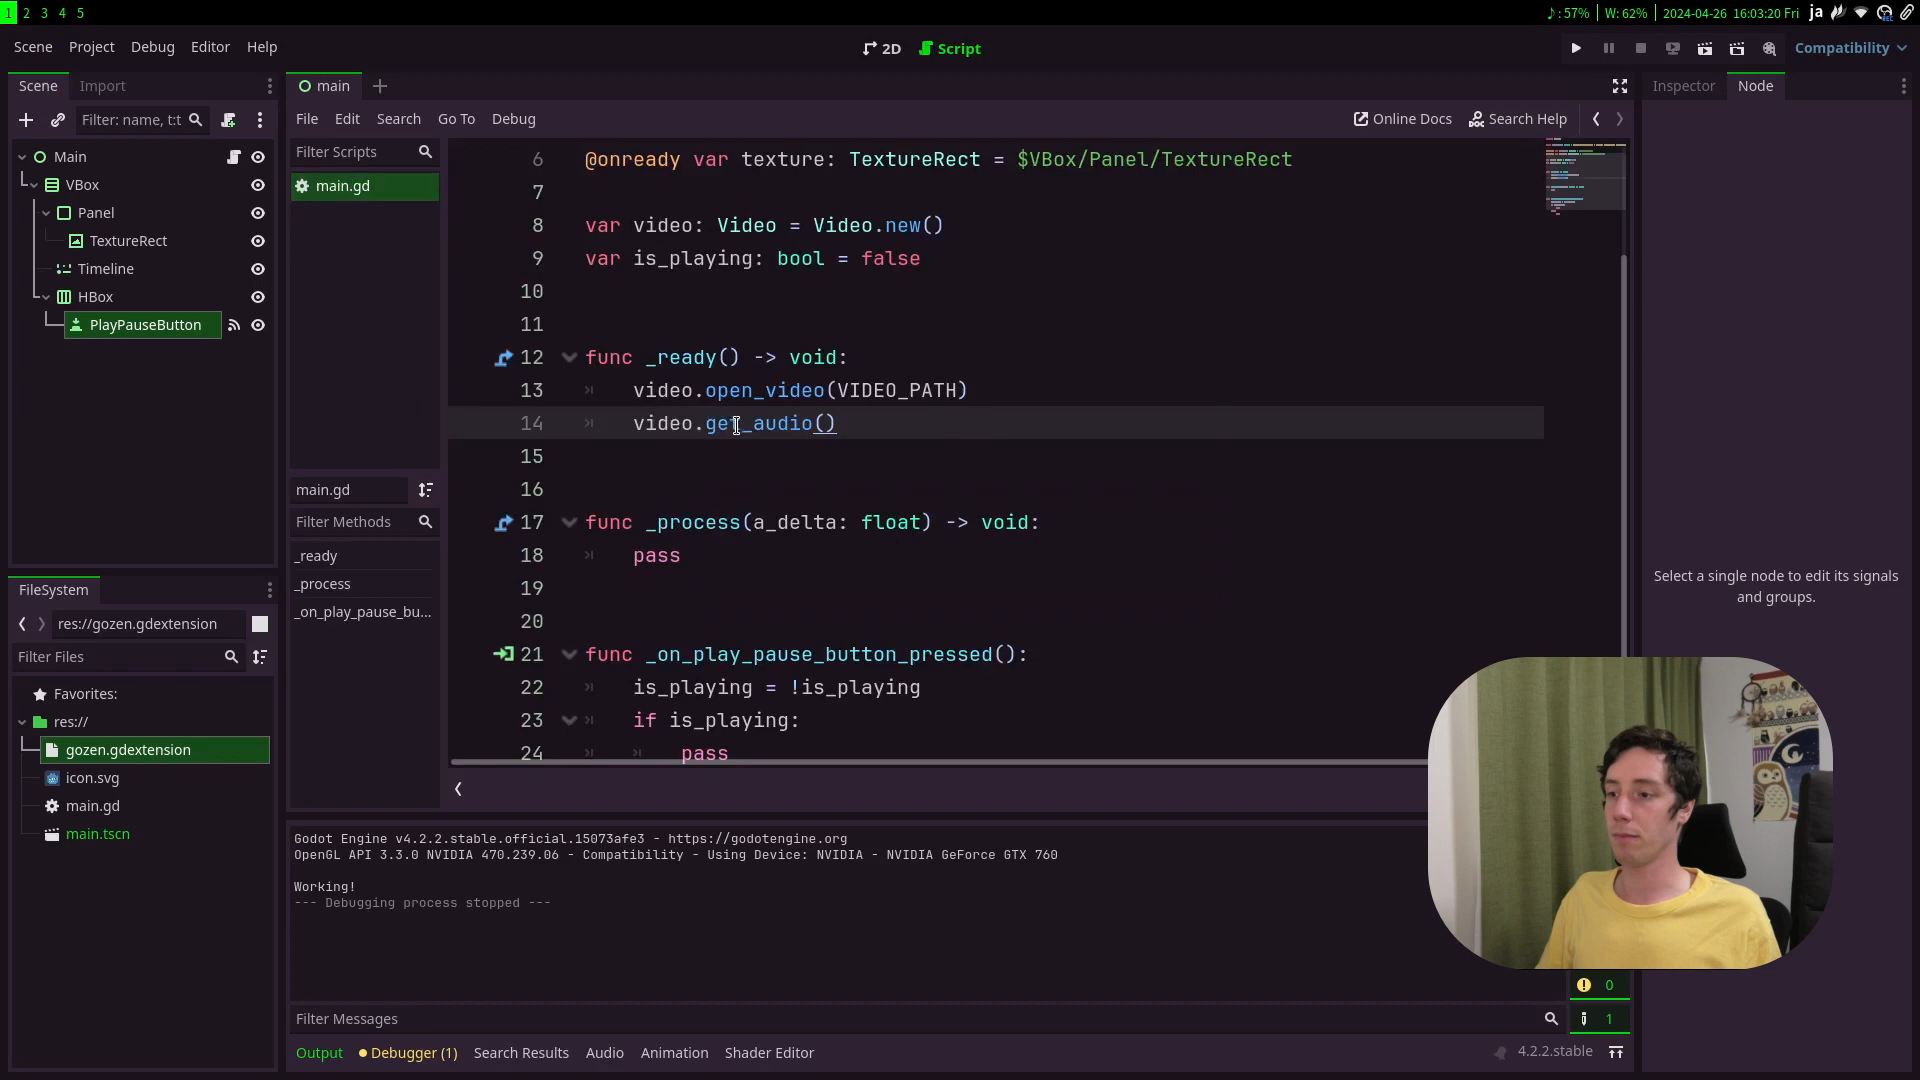 1 2 3 4 5
♪: 57% | W: 62% | 2024-04-26 16:03:20 Fri ja
Scene Project Debug Editor Help
2D Script
Compatibility
Scene Import
Filter: name, t:t
Main
VBox
Panel
TextureRect
Timeline
HBox
PlayPauseButton
FileSystem
res://gozen.gdextension
Filter Files
Favorites:
res://
gozen.gdextension
icon.svg
main.gd
main.tscn
main
File Edit Search Go To Debug
Online Docs Search Help
Filter Scripts
main.gd
main.gd
Filter Methods
_ready
_process
_on_play_pause_bu...
6 @onready var texture: TextureRect = $VBox/Panel/TextureRect
7
8 var video: Video = Video.new()
9 var is_playing: bool = false
10
11
12 func _ready() -> void:
13 video.open_video(VIDEO_PATH)
14 video.get_audio()
15
16
17 func _process(a_delta: float) -> void:
18 pass
19
20
21 func _on_play_pause_button_pressed():
22 is_playing = !is_playing
23 if is_playing:
24 pass
Godot Engine v4.2.2.stable.official.15073afe3 - https://godotengine.org
OpenGL API 3.3.0 NVIDIA 470.239.06 - Compatibility - Using Device: NVIDIA - NVIDIA GeForce GTX 760
Working!
--- Debugging process stopped ---
Filter Messages
0
1
Output Debugger (1) Search Results Audio Animation Shader Editor
4.2.2.stable
Inspector Node
Select a single node to edit its signals
and groups.